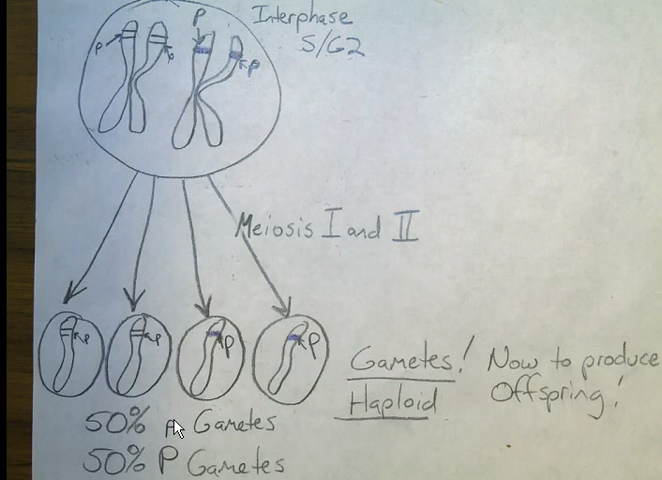 Interphase
S/G2
P
p
p
P
Meiosis I and II
p
p
P
P
Gametes! Now to produce
Haploid Offspring!
50% Gametes
50% P Gametes